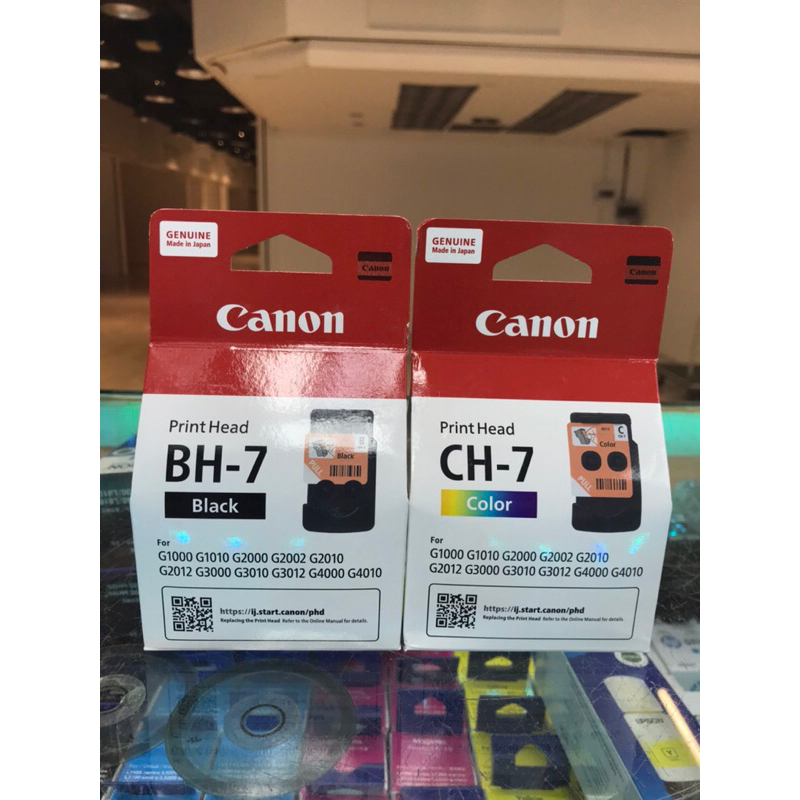 GENUINE
Made in Japan
Canon
Canon
Print Head
BH-7
Black
Black
PULL
For
G1000 G1010 G2000 G2002 G2010
G2012 G3000 G3010 G3012 G4000 G4010
https://ij.start.canon/phd
Replacing the Print Head Refer to the Online Manual for details.
GENUINE
Made in Japan
Canon
Canon
Print Head
CH-7
Color
C
Color
PULL
For
G1000 G1010 G2000 G2002 G2010
G2012 G3000 G3010 G3012 G4000 G4010
https://ij.start.canon/phd
Replacing the Print Head Refer to the Online Manual for details.
EPSON
Y